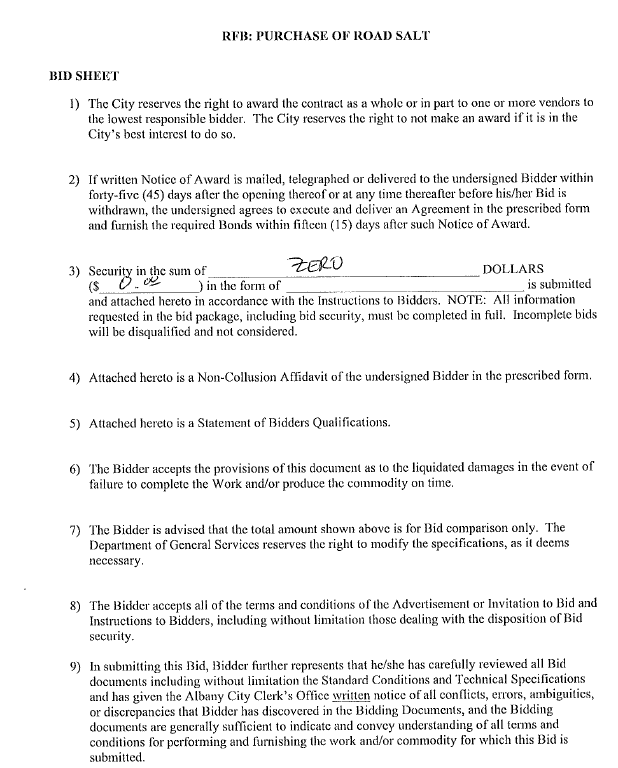 RFB: PURCHASE OF ROAD SALT
BID SHEET
1) The City reserves the right to award the contract as a whole or in part to one or more vendors to
the lowest responsible bidder. The City reserves the right to not make an award if it is in the
City's best interest to do so.
2) If written Notice of Award is mailed, telegraphed or delivered to the undersigned Bidder within
forty-five (45) days after the opening thereof or at any time thereafter before his/her Bid is
withdrawn, the undersigned agrees to execute and deliver an Agreement in the prescribed form
and furnish the required Bonds within fifteen (15) days after such Notice of Award.
3) Security in the sum of ZERO DOLLARS
($ 0.00 ) in the form of is submitted
and attached hereto in accordance with the Instructions to Bidders. NOTE: All information
requested in the bid package, including bid security, must be completed in full. Incomplete bids
will be disqualified and not considered.
4) Attached hereto is a Non-Collusion Affidavit of the undersigned Bidder in the prescribed form.
5) Attached hereto is a Statement of Bidders Qualifications.
6) The Bidder accepts the provisions of this document as to the liquidated damages in the event of
failure to complete the Work and/or produce the commodity on time.
7) The Bidder is advised that the total amount shown above is for Bid comparison only. The
Department of General Services reserves the right to modify the specifications, as it deems
necessary.
8) The Bidder accepts all of the terms and conditions of the Advertisement or Invitation to Bid and
Instructions to Bidders, including without limitation those dealing with the disposition of Bid
security.
9) In submitting this Bid, Bidder further represents that he/she has carefully reviewed all Bid
documents including without limitation the Standard Conditions and Technical Specifications
and has given the Albany City Clerk's Office written notice of all conflicts, errors, ambiguities,
or discrepancies that Bidder has discovered in the Bidding Documents, and the Bidding
documents are generally sufficient to indicate and convey understanding of all terms and
conditions for performing and furnishing the work and/or commodity for which this Bid is
submitted.